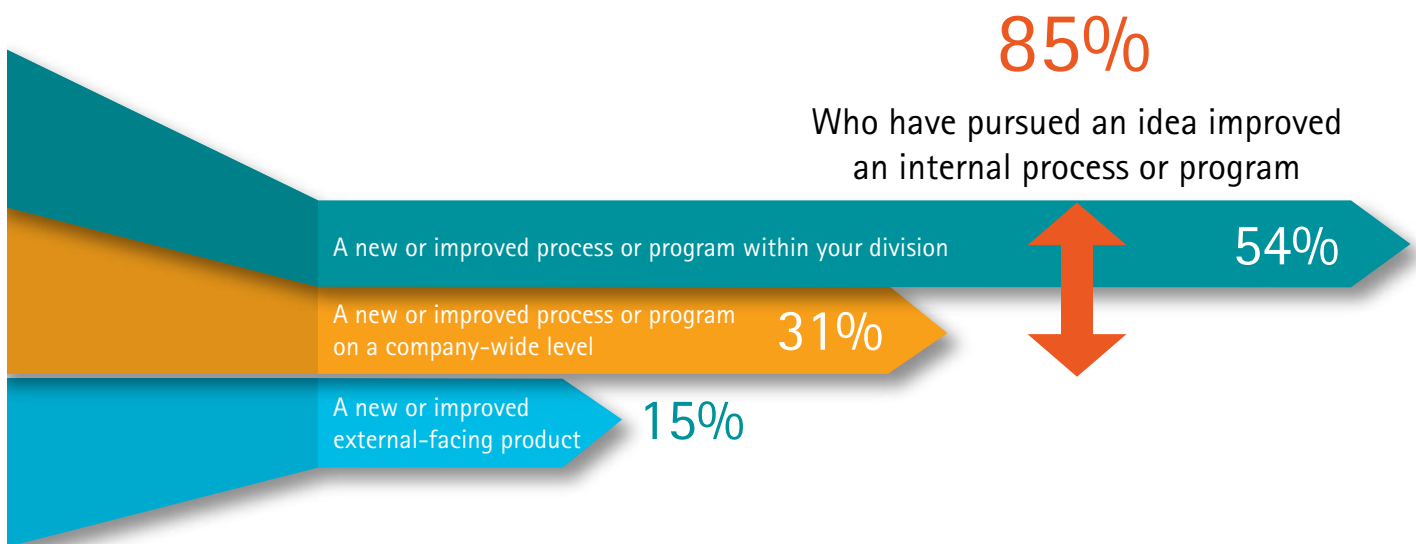 85%
Who have pursued an idea improved
an internal process or program
A new or improved process or program within your division
54%
A new or improved process or program
on a company-wide level
31%
A new or improved
external-facing product
15%